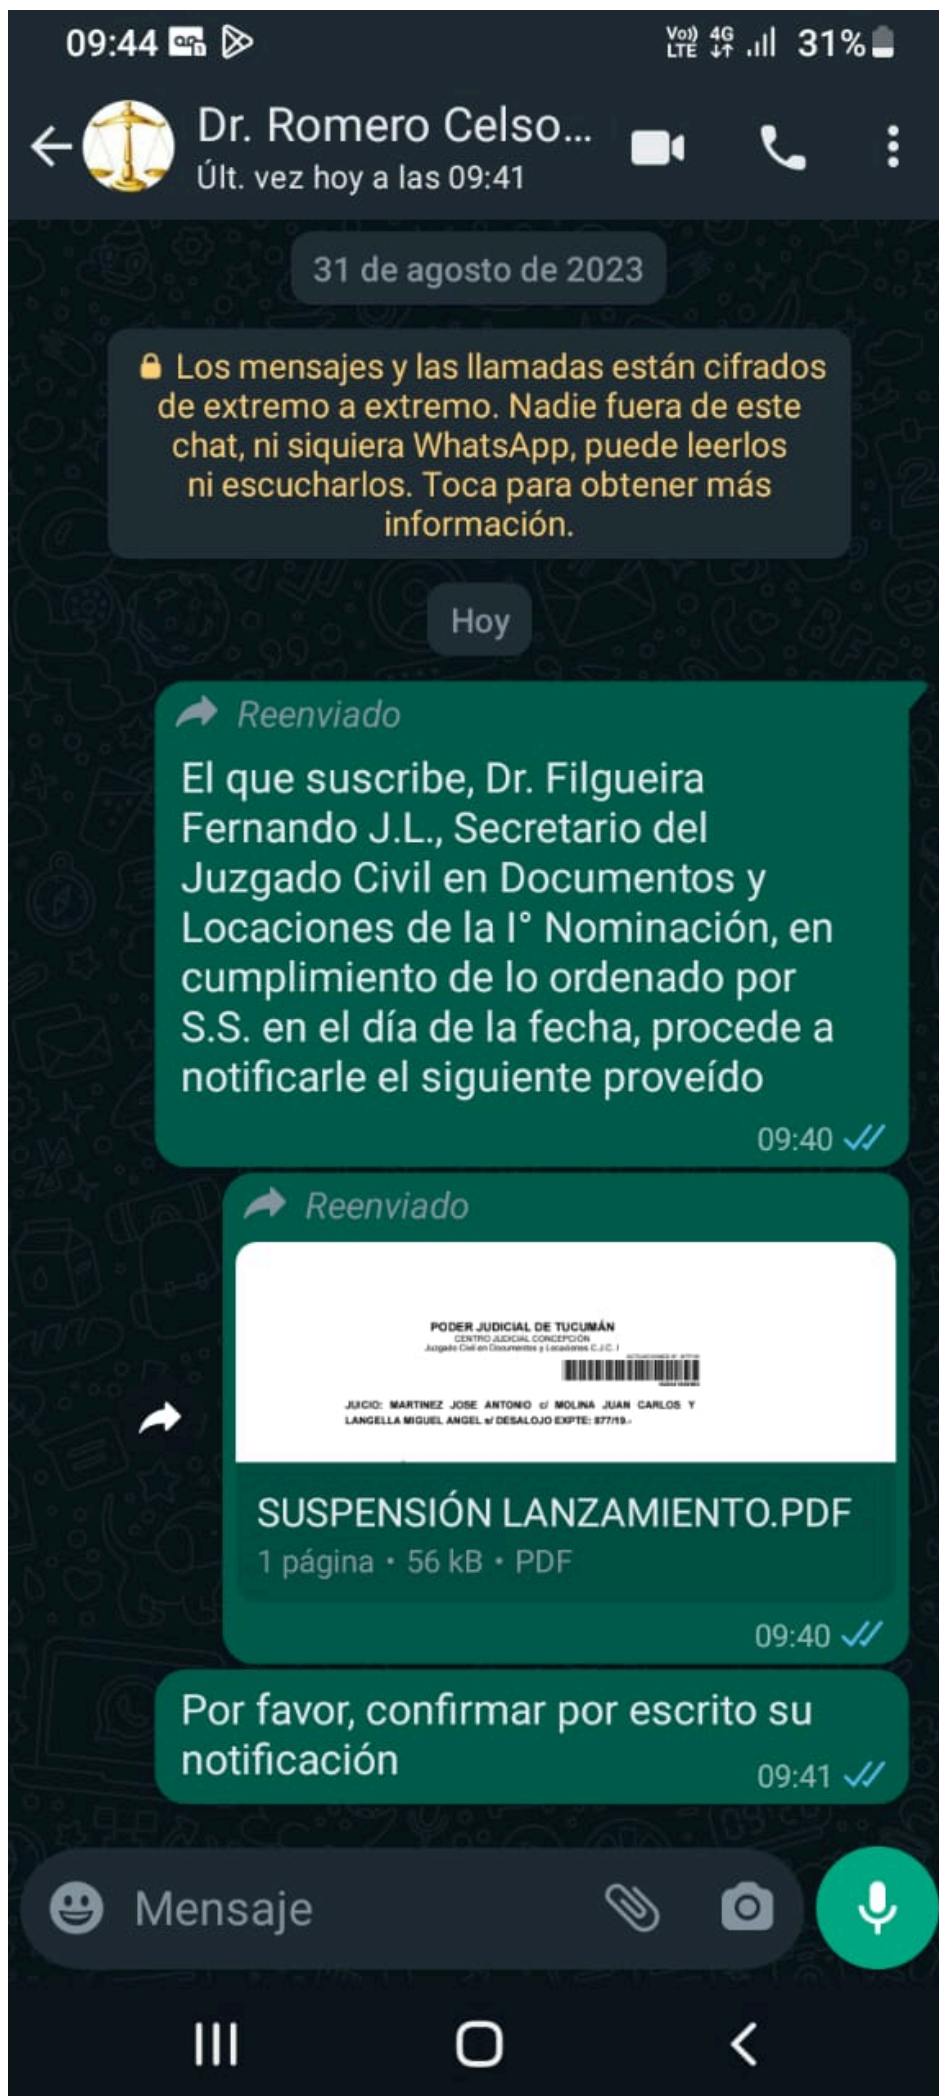 09:44
Vo)) LTE 4G 31%
Dr. Romero Celso...
Últ. vez hoy a las 09:41
31 de agosto de 2023
Los mensajes y las llamadas están cifrados
de extremo a extremo. Nadie fuera de este
chat, ni siquiera WhatsApp, puede leerlos
ni escucharlos. Toca para obtener más
información.
Hoy
Reenviado
El que suscribe, Dr. Filgueira
Fernando J.L., Secretario del
Juzgado Civil en Documentos y
Locaciones de la I° Nominación, en
cumplimiento de lo ordenado por
S.S. en el día de la fecha, procede a
notificarle el siguiente proveído
09:40
Reenviado
PODER JUDICIAL DE TUCUMÁN
CENTRO JUDICIAL CONCEPCIÓN
Juzgado Civil en Documentos y Locaciones C.J.C. I
JUICIO: MARTINEZ JOSE ANTONIO c/ MOLINA JUAN CARLOS Y
LANGELLA MIGUEL ANGEL s/ DESALOJO EXPTE: 877/19.-
SUSPENSIÓN LANZAMIENTO.PDF
1 página • 56 kB • PDF
09:40
Por favor, confirmar por escrito su
notificación
09:41
Mensaje